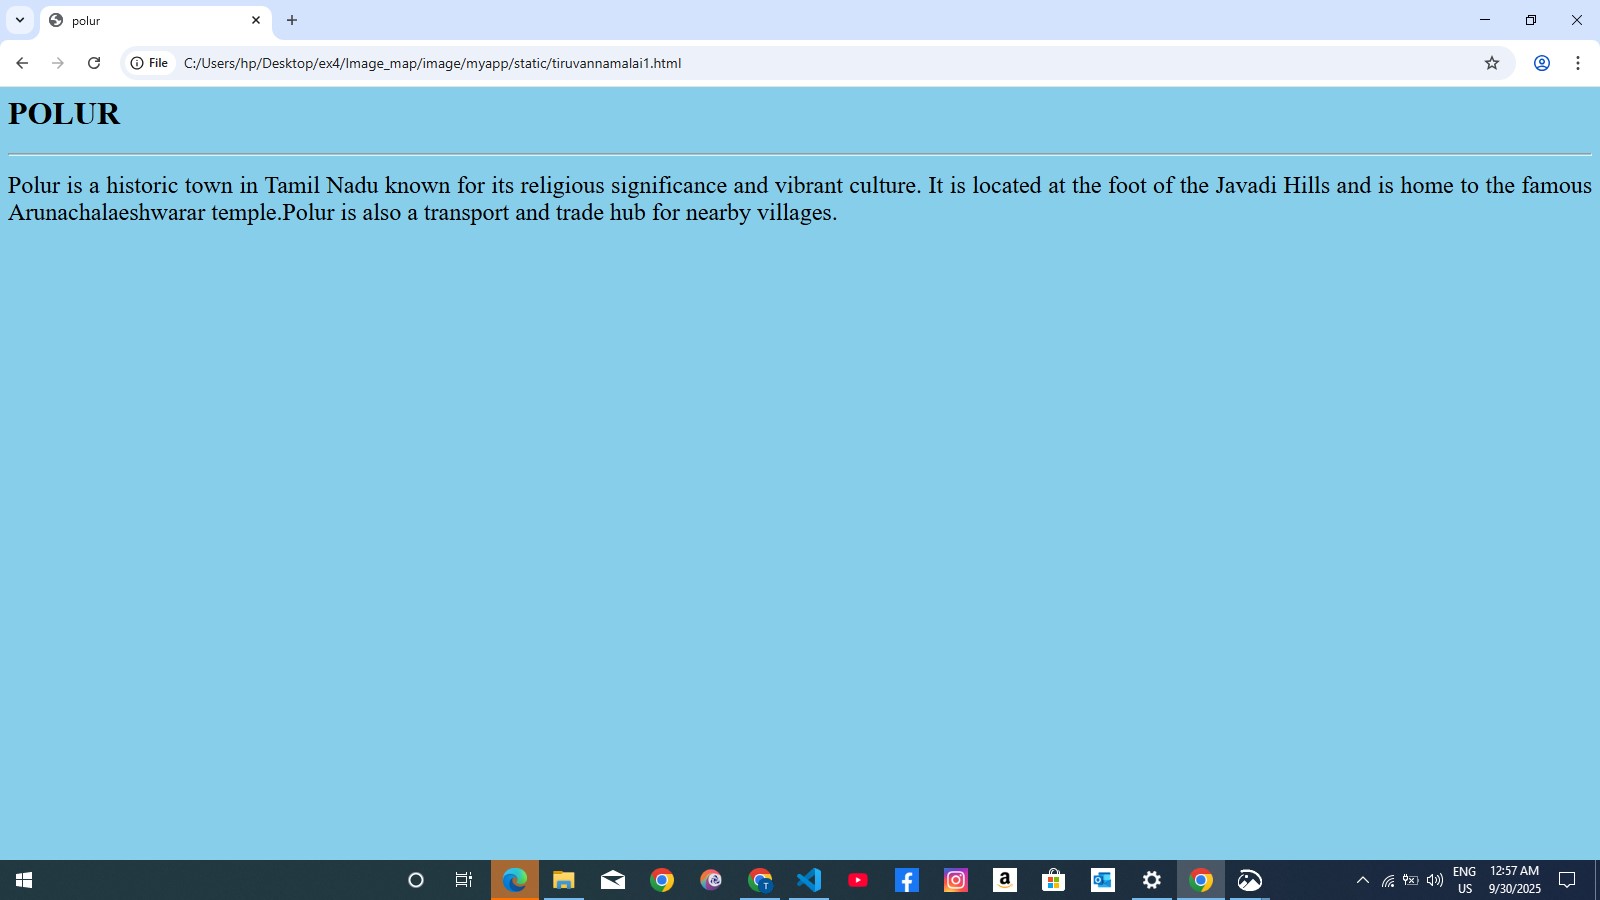 polur
File
C:/Users/hp/Desktop/ex4/Image_map/image/myapp/static/tiruvannamalai1.html
POLUR
Polur is a historic town in Tamil Nadu known for its religious significance and vibrant culture. It is located at the foot of the Javadi Hills and is home to the famous
Arunachalaeshwarar temple.Polur is also a transport and trade hub for nearby villages.
T
a
ENG
US
12:57 AM
9/30/2025